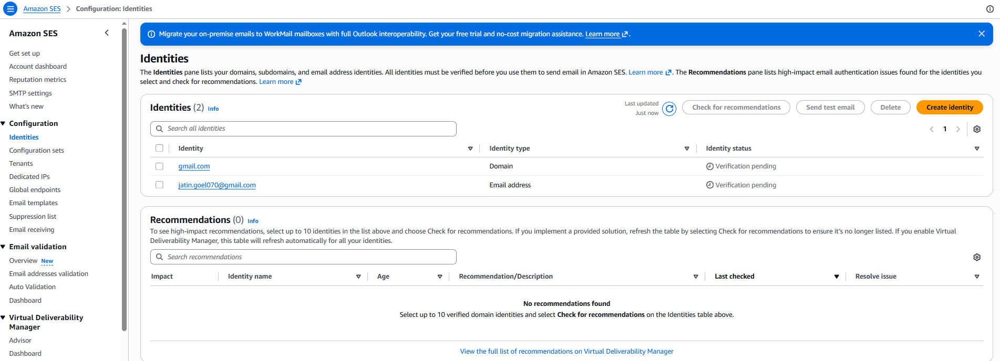 Amazon SES > Configuration: Identities
Amazon SES
Get set up
Account dashboard
Reputation metrics
SMTP settings
What's new
Configuration
Identities
Configuration sets
Tenants
Dedicated IPs
Global endpoints
Email templates
Suppression list
Email receiving
Email validation
Overview New
Email addresses validation
Auto Validation
Dashboard
Virtual Deliverability
Manager
Advisor
Dashboard
Migrate your on-premise emails to WorkMail mailboxes with full Outlook interoperability. Get your free trial and no-cost migration assistance. Learn more.
Identities
The Identities pane lists your domains, subdomains, and email address identities. All identities must be verified before you use them to send email in Amazon SES. Learn more. The Recommendations pane lists high-impact email authentication issues found for the identities you
select and check for recommendations. Learn more
Identities (2) Info
Last updated
Just now
Check for recommendations Send test email Delete Create identity
Search all identities
1
Identity Identity type Identity status
gmail.com Domain Verification pending
jatin.goel070@gmail.com Email address Verification pending
Recommendations (0) Info
To see high-impact recommendations, select up to 10 identities in the list above and choose Check for recommendations. If you implement a provided solution, refresh the table by selecting Check for recommendations to ensure it's no longer listed. If you enable Virtual
Deliverability Manager, this table will refresh automatically for all your identities.
Search recommendations
Impact Identity name Age Recommendation/Description Last checked Resolve issue
No recommendations found
Select up to 10 verified domain identities and select Check for recommendations on the Identities table above.
View the full list of recommendations on Virtual Deliverability Manager